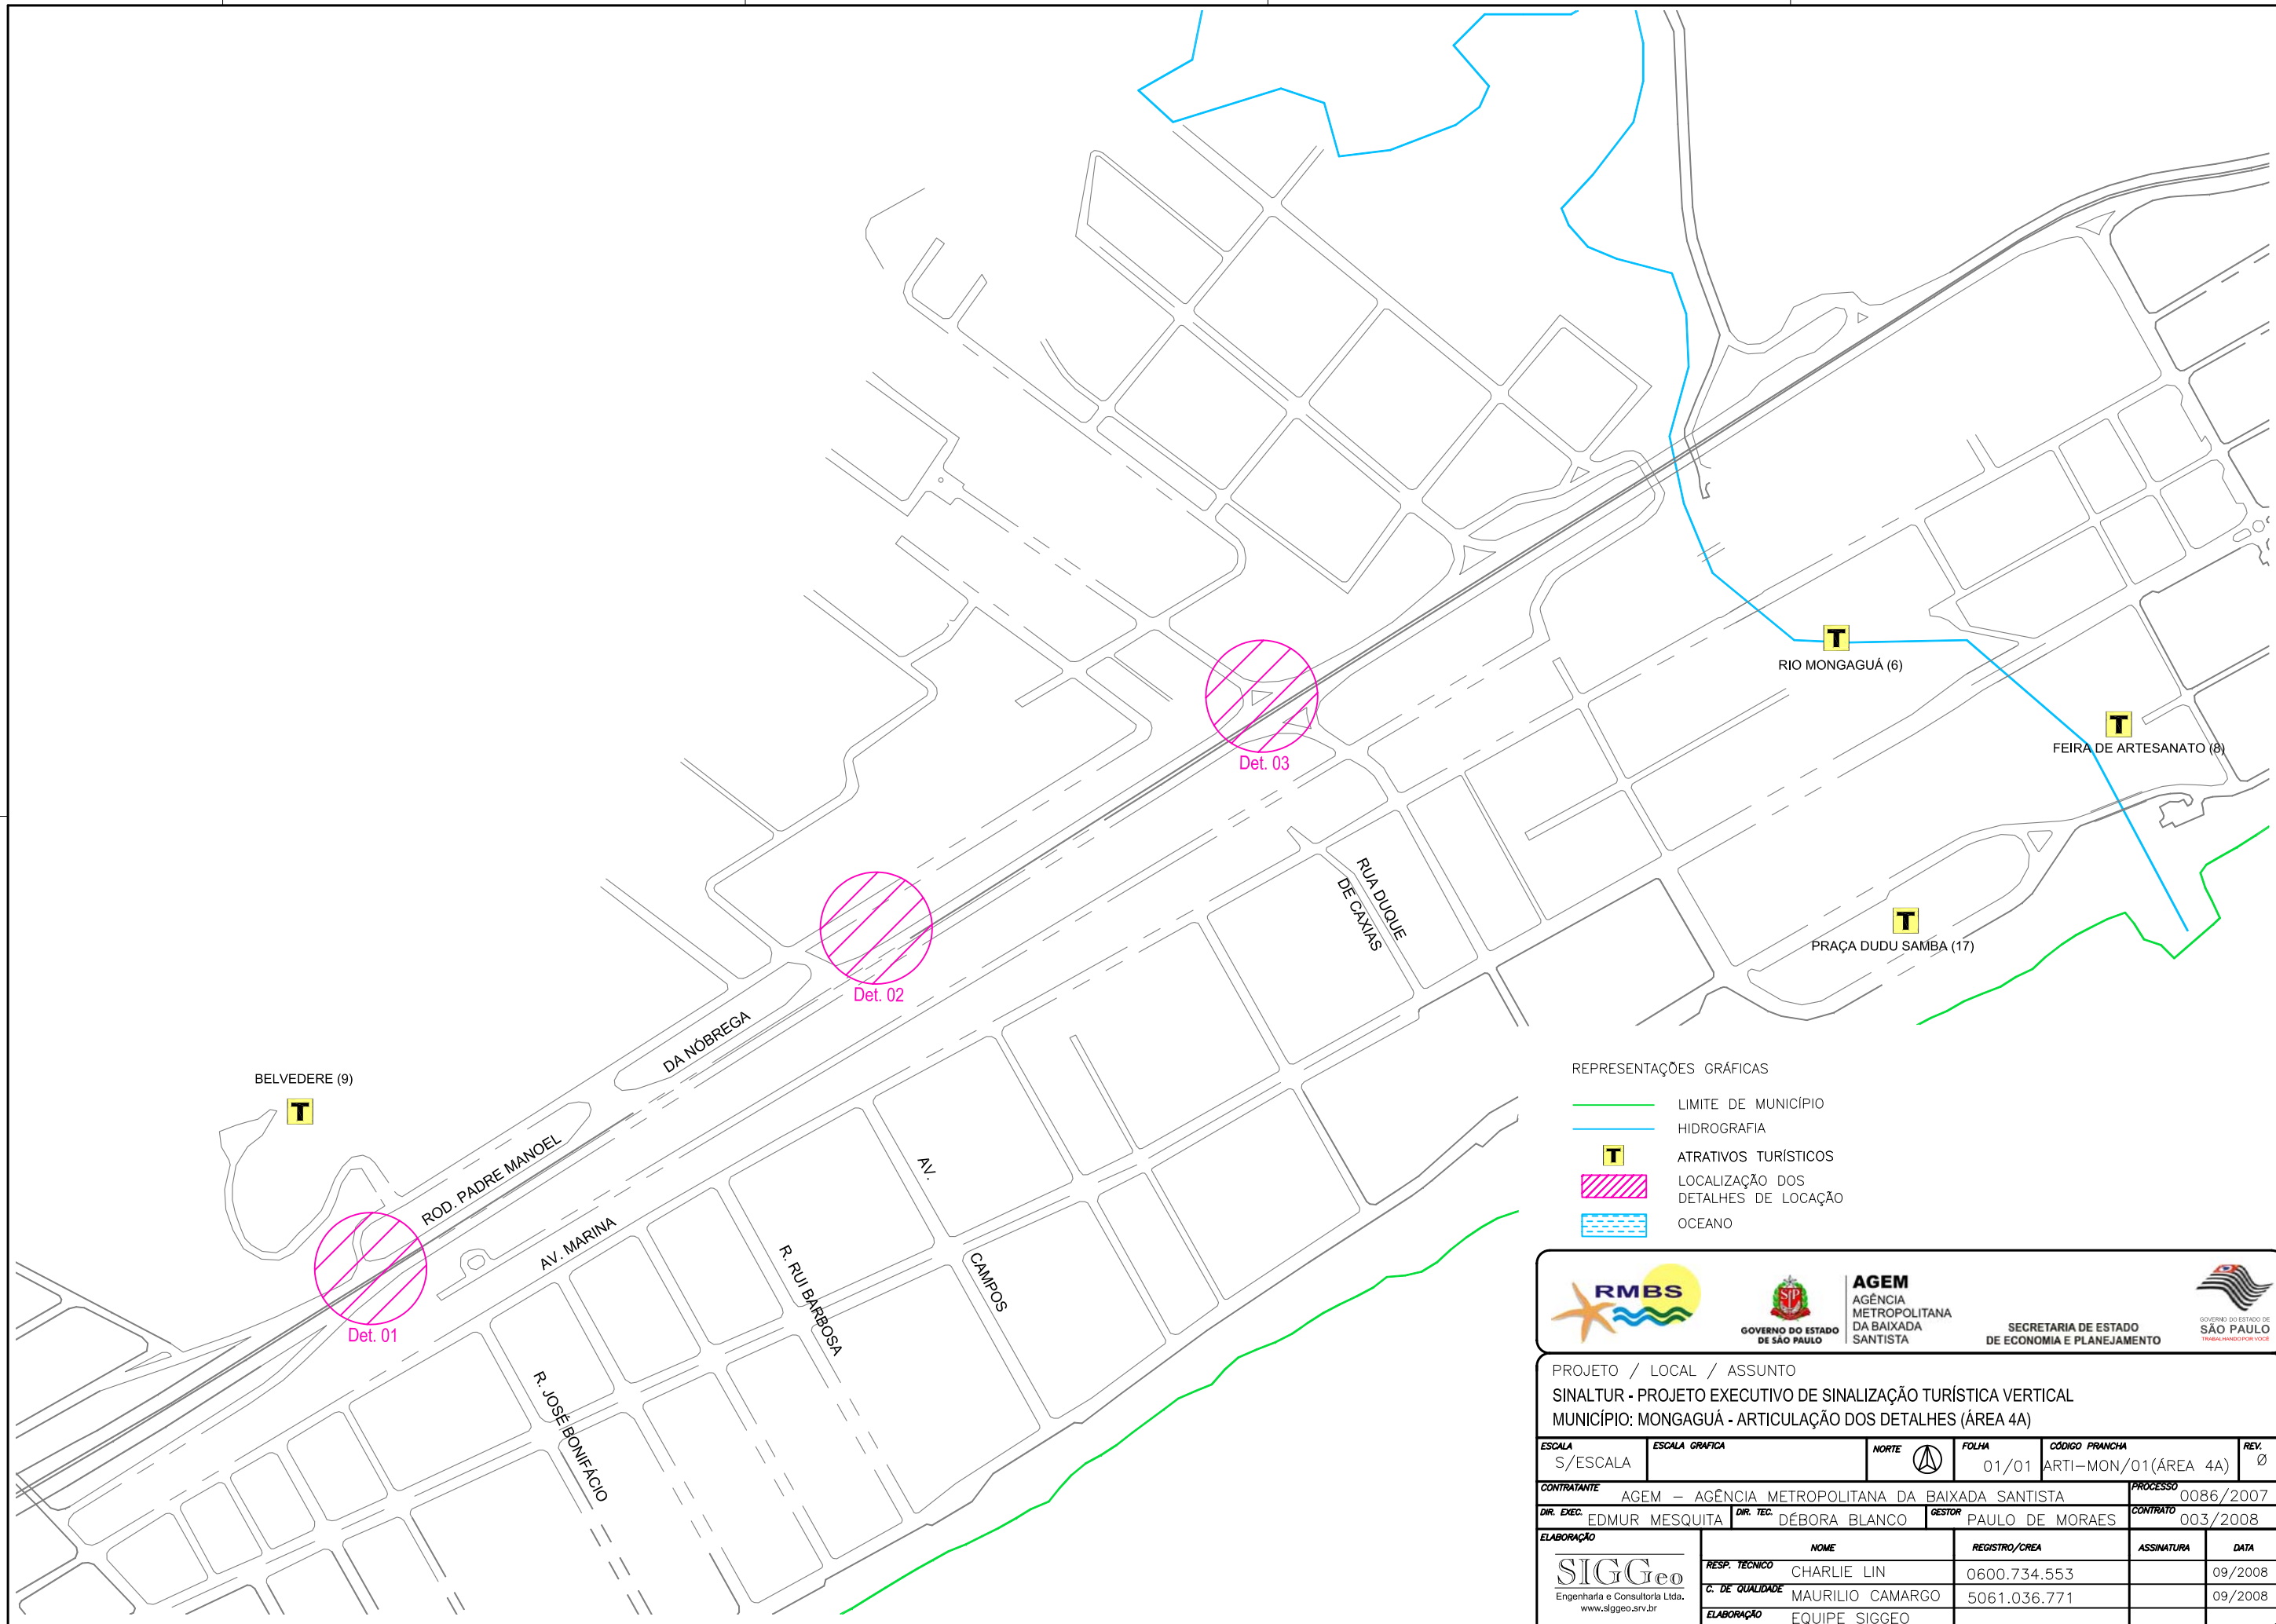 RIO MONGAGUÁ (6)
FEIRA DE ARTESANATO (8)
Det. 03
RUA DUQUE
DE CAXIAS
PRAÇA DUDU SAMBA (17)
Det. 02
DA NÓBREGA
BELVEDERE (9)
ROD. PADRE MANOEL
AV. MARINA
AV.
CAMPOS
R. RUI BARBOSA
Det. 01
R. JOSÉ BONIFÁCIO
REPRESENTAÇÕES GRÁFICAS
LIMITE DE MUNICÍPIO
HIDROGRAFIA
T ATRATIVOS TURÍSTICOS
LOCALIZAÇÃO DOS
DETALHES DE LOCAÇÃO
OCEANO
RMBS
GOVERNO DO ESTADO
DE SÃO PAULO
AGEM
AGÊNCIA
METROPOLITANA
DA BAIXADA
SANTISTA
SECRETARIA DE ESTADO
DE ECONOMIA E PLANEJAMENTO
GOVERNO DO ESTADO DE
SÃO PAULO
TRABALHANDO POR VOCÊ
PROJETO / LOCAL / ASSUNTO
SINALTUR - PROJETO EXECUTIVO DE SINALIZAÇÃO TURÍSTICA VERTICAL
MUNICÍPIO: MONGAGUÁ - ARTICULAÇÃO DOS DETALHES (ÁREA 4A)
ESCALA S/ESCALA
ESCALA GRAFICA
NORTE
FOLHA 01/01
CÓDIGO PRANCHA ARTI-MON/01(ÁREA 4A)
REV. Ø
CONTRATANTE AGEM - AGÊNCIA METROPOLITANA DA BAIXADA SANTISTA
PROCESSO 0086/2007
DIR. EXEC. EDMUR MESQUITA
DIR. TEC. DÉBORA BLANCO
GESTOR PAULO DE MORAES
CONTRATO 003/2008
ELABORAÇÃO
SIGGeo
Engenharia e Consultoria Ltda.
www.siggeo.srv.br
NOME REGISTRO/CREA ASSINATURA DATA
RESP. TÉCNICO CHARLIE LIN 0600.734.553 09/2008
C. DE QUALIDADE MAURILIO CAMARGO 5061.036.771 09/2008
ELABORAÇÃO EQUIPE SIGGEO